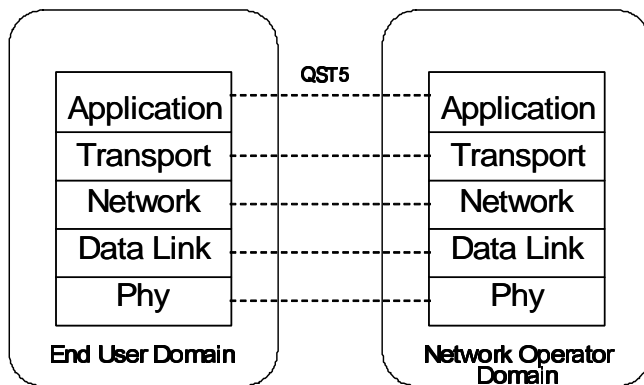 QST5
Application
Transport
Network
Data Link
Phy
End User Domain
Application
Transport
Network
Data Link
Phy
Network Operator
Domain